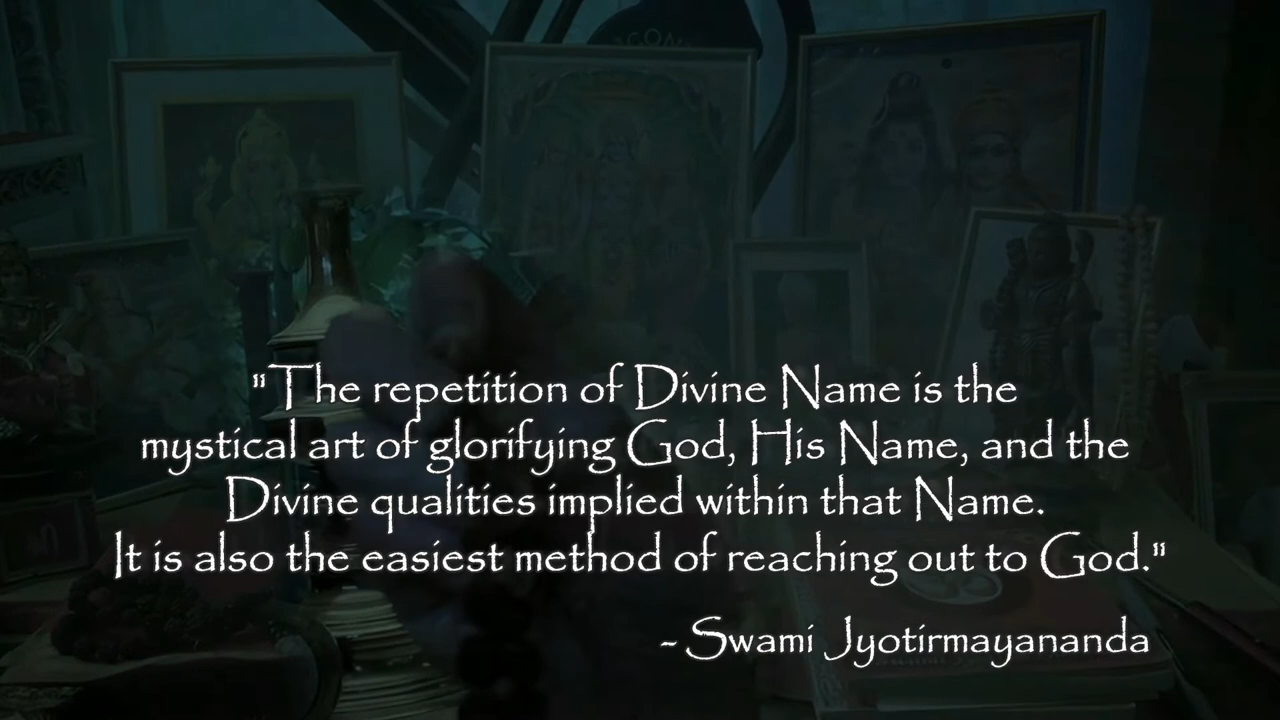 "The repetition of Divine Name is the
mystical art of glorifying God, His Name, and the
Divine qualities implied within that Name.
It is also the easiest method of reaching out to God."
- Swami Jyotirmayananda